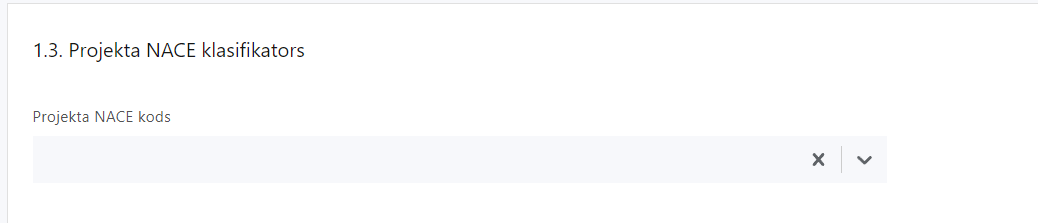 1.3. Projekta NACE klasifikators
Projekta NACE kods